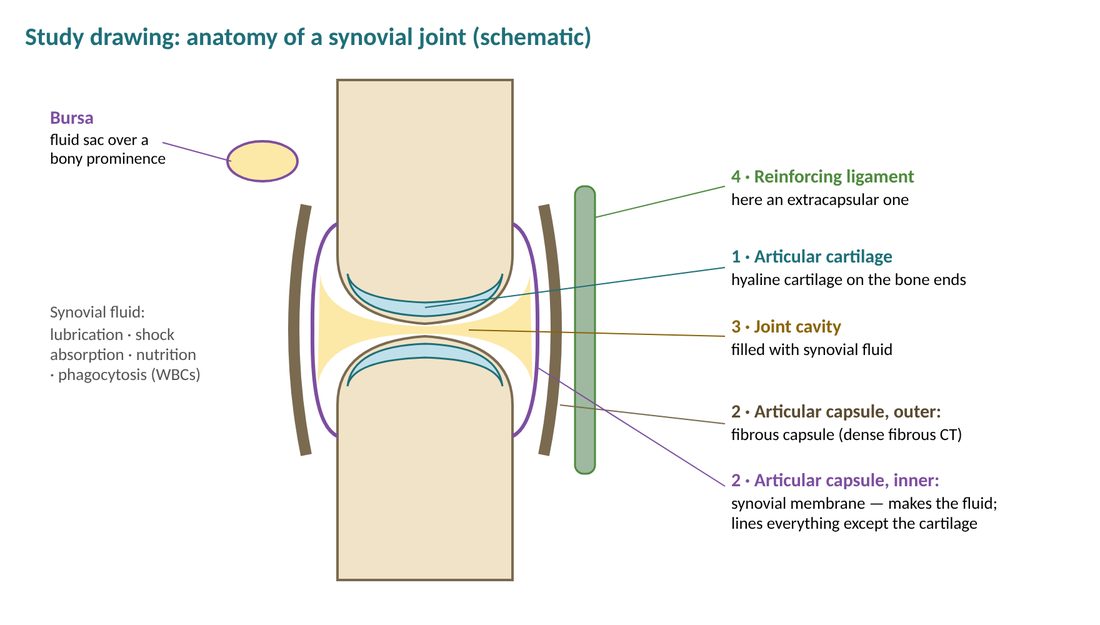 Study drawing: anatomy of a synovial joint (schematic)
Bursa
fluid sac over a
bony prominence
Synovial fluid:
lubrication · shock
absorption · nutrition
· phagocytosis (WBCs)
4 · Reinforcing ligament
here an extracapsular one
1 · Articular cartilage
hyaline cartilage on the bone ends
3 · Joint cavity
filled with synovial fluid
2 · Articular capsule, outer:
fibrous capsule (dense fibrous CT)
2 · Articular capsule, inner:
synovial membrane — makes the fluid;
lines everything except the cartilage